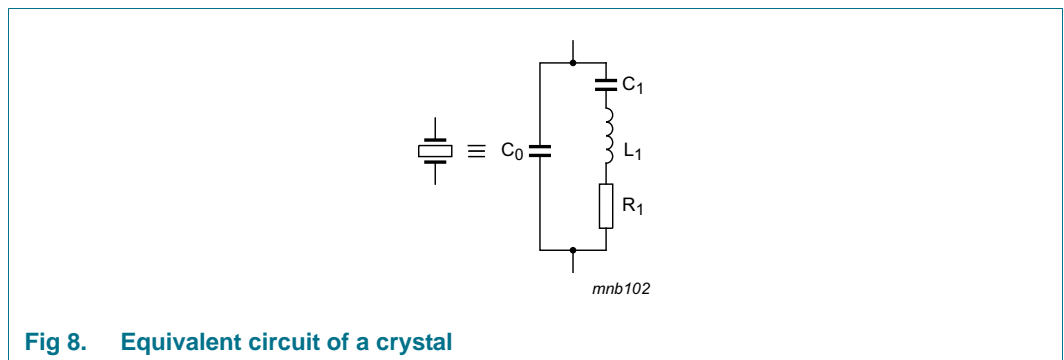 C1
C0
L1
R1
mnb102
Fig 8. Equivalent circuit of a crystal